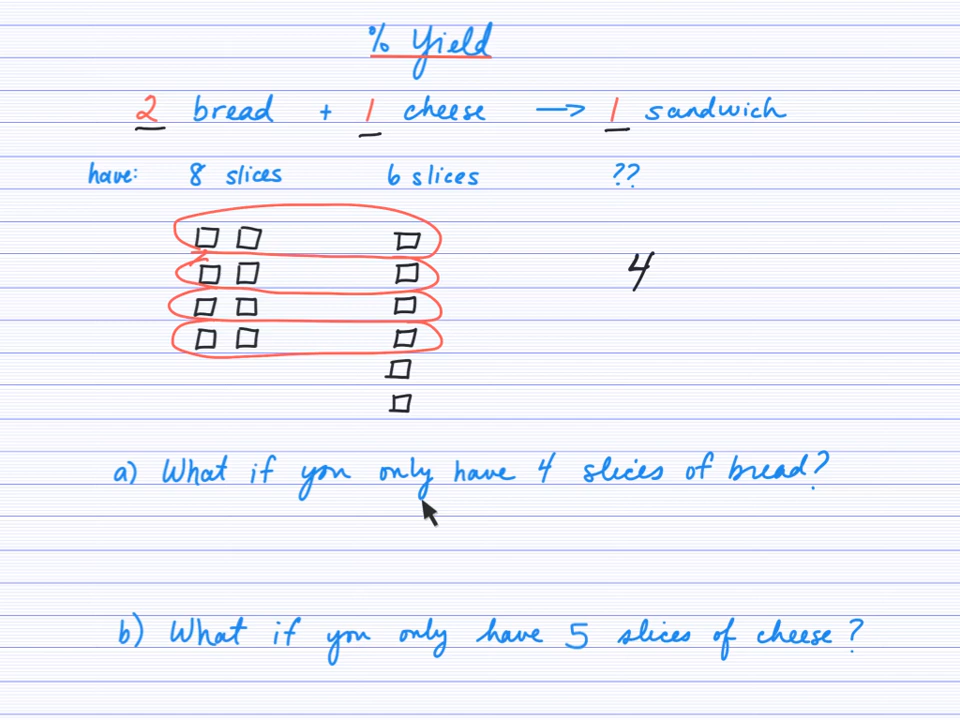 % Yield
2 bread + 1 cheese → 1 sandwich
have: 8 slices 6 slices ??
4
a) What if you only have 4 slices of bread?
b) What if you only have 5 slices of cheese?